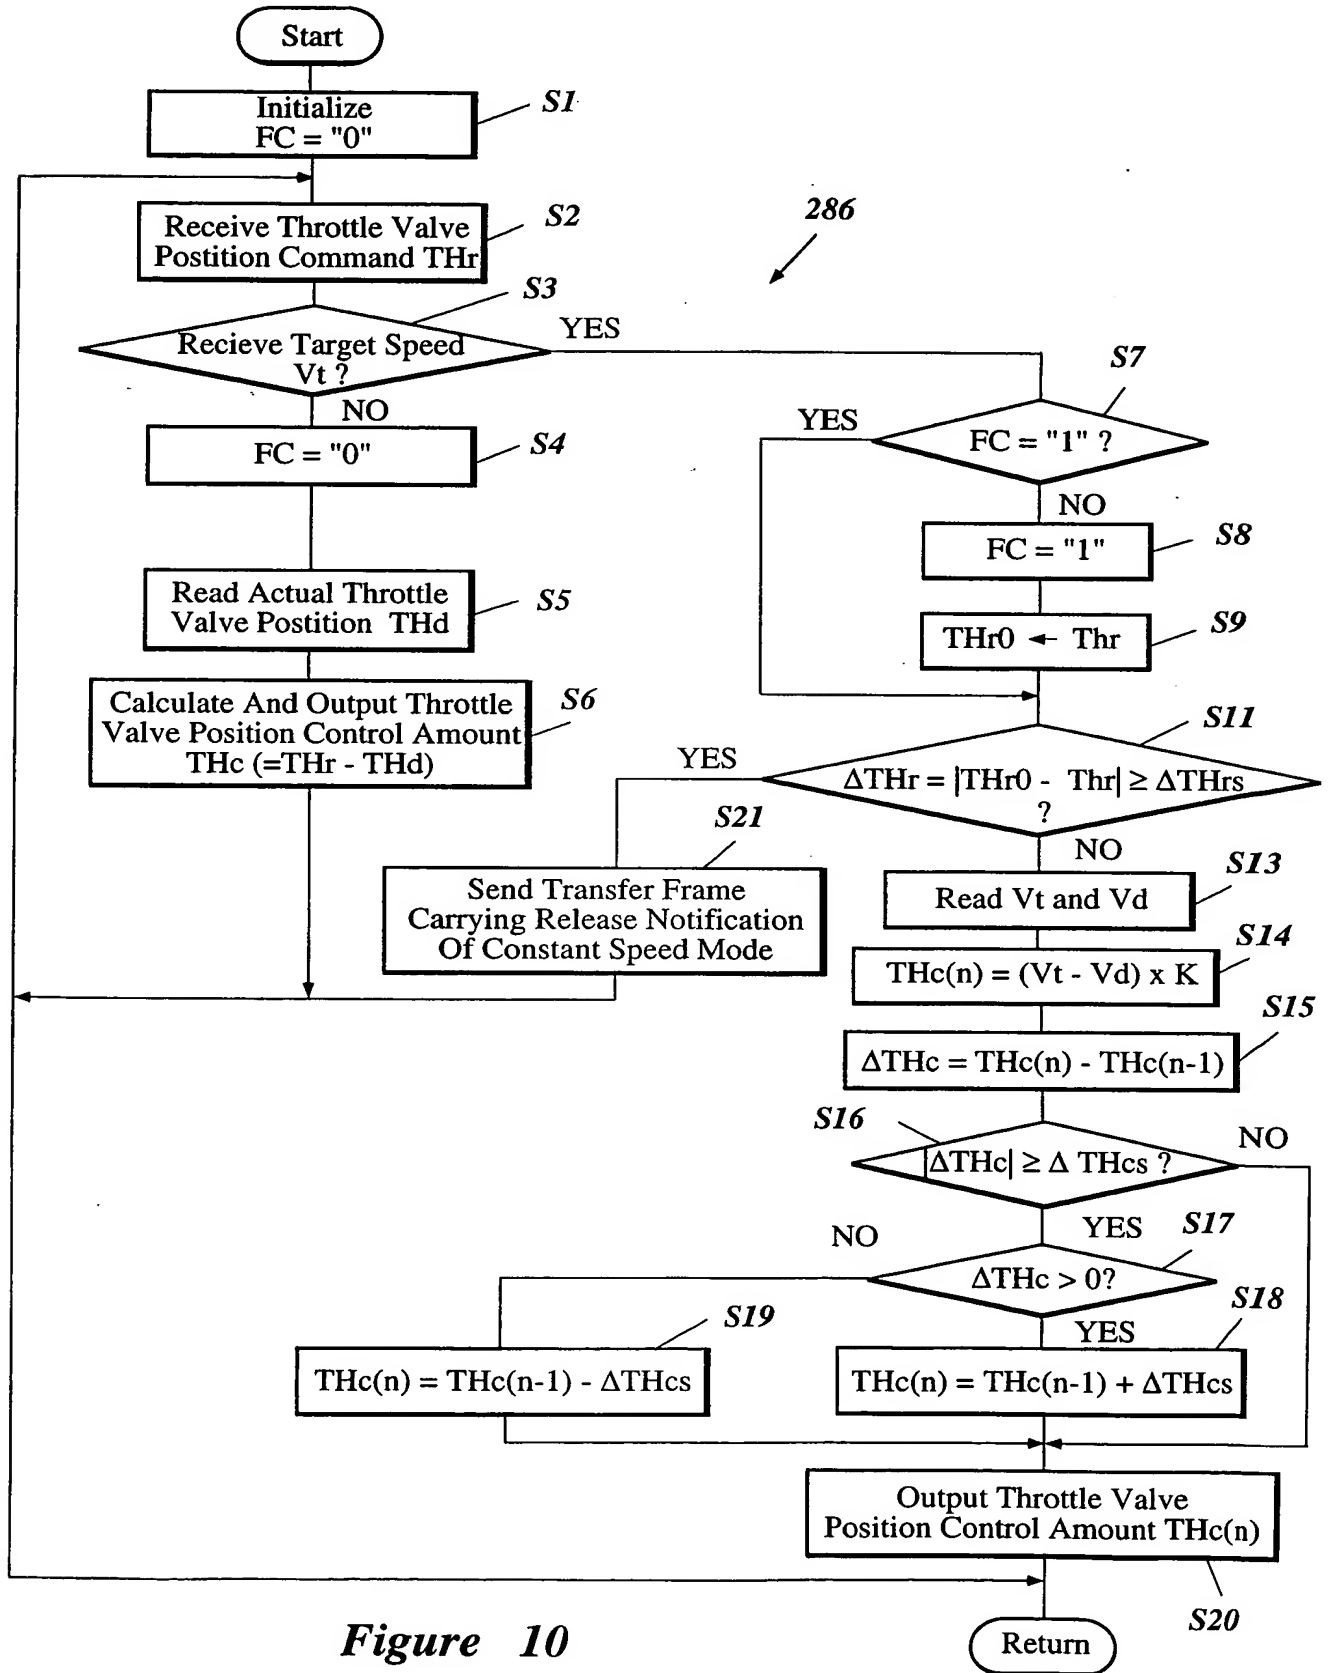 Start
Initialize
FC = "0"
S1
Receive Throttle Valve
Postition Command THr
S2
286
S3
Recieve Target Speed
Vt ?
YES
NO
FC = "0"
S4
Read Actual Throttle
Valve Postition THd
S5
Calculate And Output Throttle
Valve Position Control Amount
THc (=THr - THd)
S6
S7
YES
FC = "1" ?
NO
FC = "1"
S8
THr0 ← Thr
S9
S11
YES
ΔTHr = |THr0 - Thr| ≥ ΔTHrs
?
NO
S21
Send Transfer Frame
Carrying Release Notification
Of Constant Speed Mode
S13
Read Vt and Vd
S14
THc(n) = (Vt - Vd) x K
S15
ΔTHc = THc(n) - THc(n-1)
S16
NO
|ΔTHc| ≥ Δ THcs ?
YES
S17
NO
ΔTHc > 0?
S18
YES
S19
THc(n) = THc(n-1) - ΔTHcs
THc(n) = THc(n-1) + ΔTHcs
Output Throttle Valve
Position Control Amount THc(n)
S20
Return
Figure 10